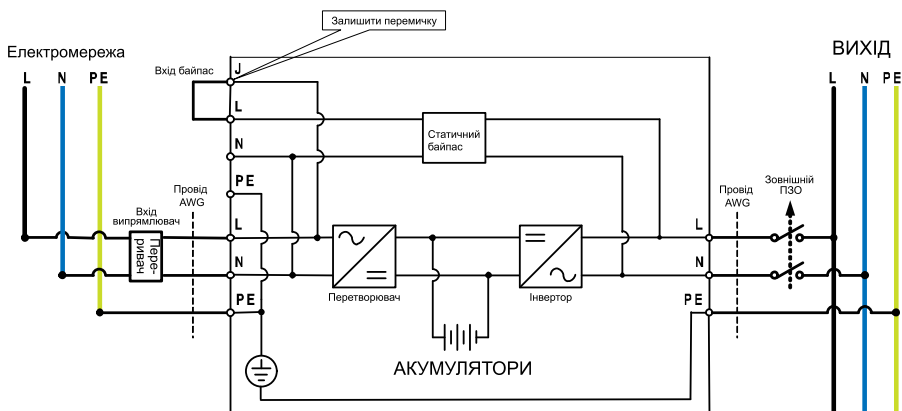 Залишити перемичку
Електромережа
ВИХІД
L N PE
Вхід байпас
J
L
N
PE
Статичний
байпас
L N PE
Провід
AWG
Вхід
випрямлювач
Пере-
ривач
L
N
PE
Перетворювач
Інвертор
АКУМУЛЯТОРИ
L
N
PE
Провід
AWG
Зовнішній
ПЗО